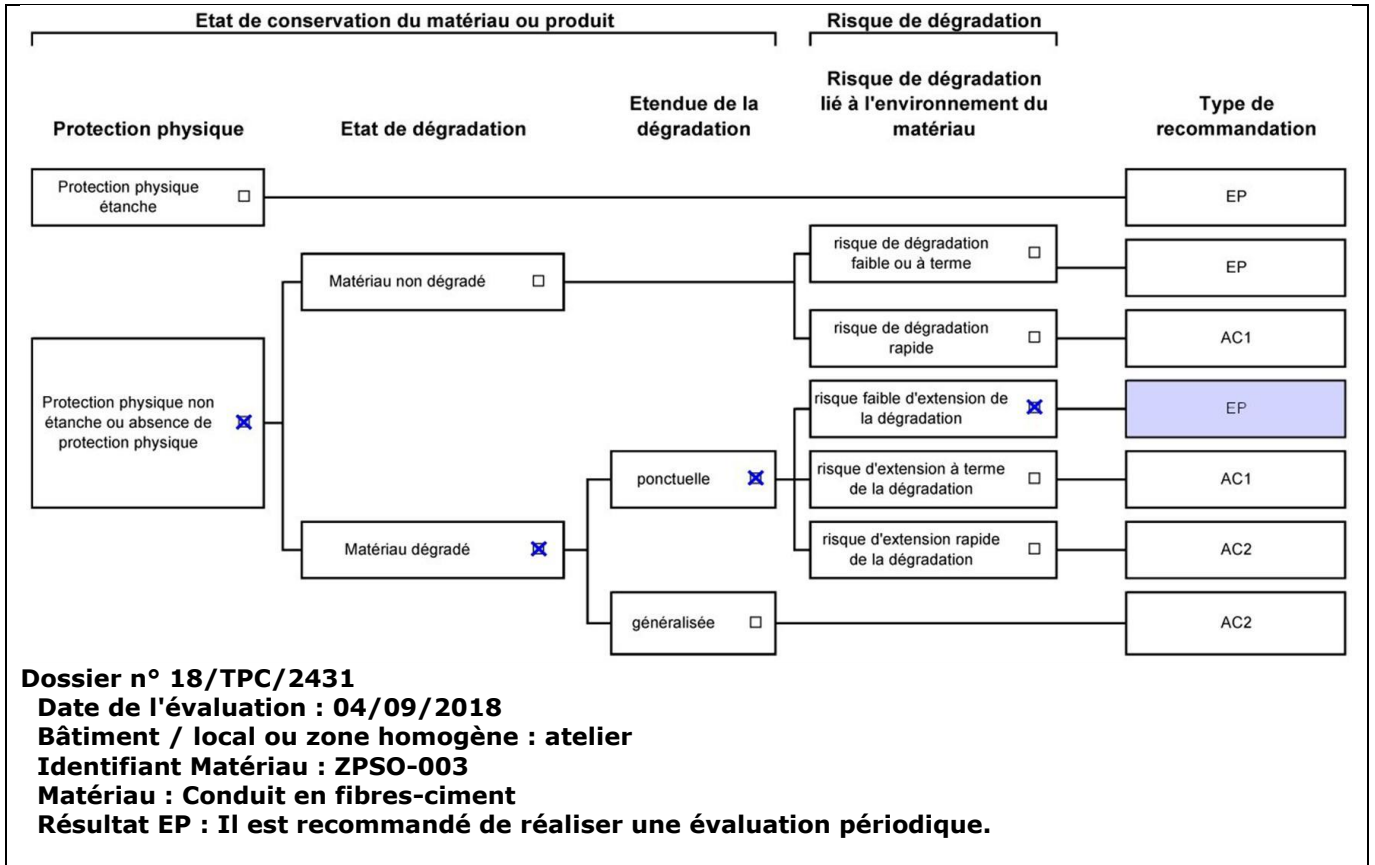 Etat de conservation du matériau ou produit
Risque de dégradation
Protection physique
Etat de dégradation
Etendue de la
dégradation
Risque de dégradation
lié à l'environnement du
matériau
Type de
recommandation
Protection physique
étanche
EP
risque de dégradation
faible ou à terme
EP
Matériau non dégradé
risque de dégradation
rapide
AC1
Protection physique non
étanche ou absence de
protection physique
risque faible d'extension de
la dégradation
EP
ponctuelle
risque d'extension à terme
de la dégradation
AC1
Matériau dégradé
risque d'extension rapide
de la dégradation
AC2
généralisée
AC2
Dossier n° 18/TPC/2431
Date de l'évaluation : 04/09/2018
Bâtiment / local ou zone homogène : atelier
Identifiant Matériau : ZPSO-003
Matériau : Conduit en fibres-ciment
Résultat EP : Il est recommandé de réaliser une évaluation périodique.